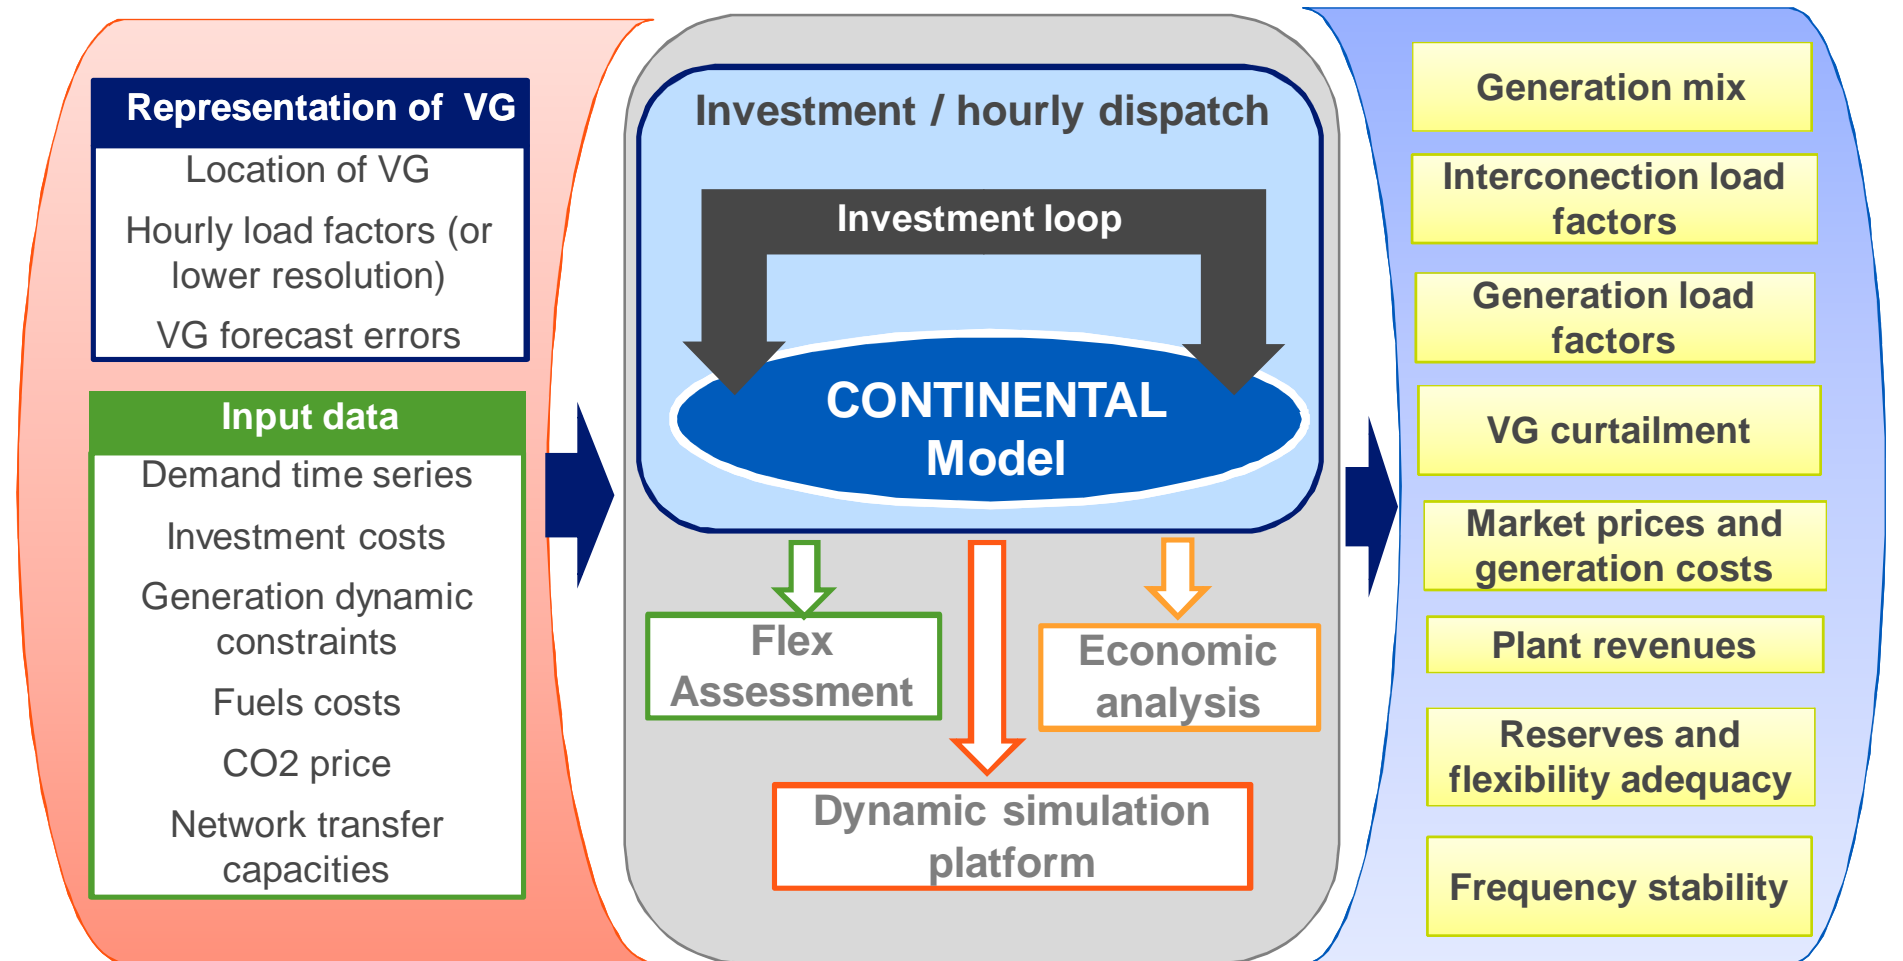 Representation of VG
Location of VG
Hourly load factors (or
lower resolution)
VG forecast errors
Input data
Demand time series
Investment costs
Generation dynamic
constraints
Fuels costs
CO2 price
Network transfer
capacities
Investment / hourly dispatch
Investment loop
CONTINENTAL
Model
Flex
Assessment
Economic
analysis
Dynamic simulation
platform
Generation mix
Interconection load
factors
Generation load
factors
VG curtailment
Market prices and
generation costs
Plant revenues
Reserves and
flexibility adequacy
Frequency stability